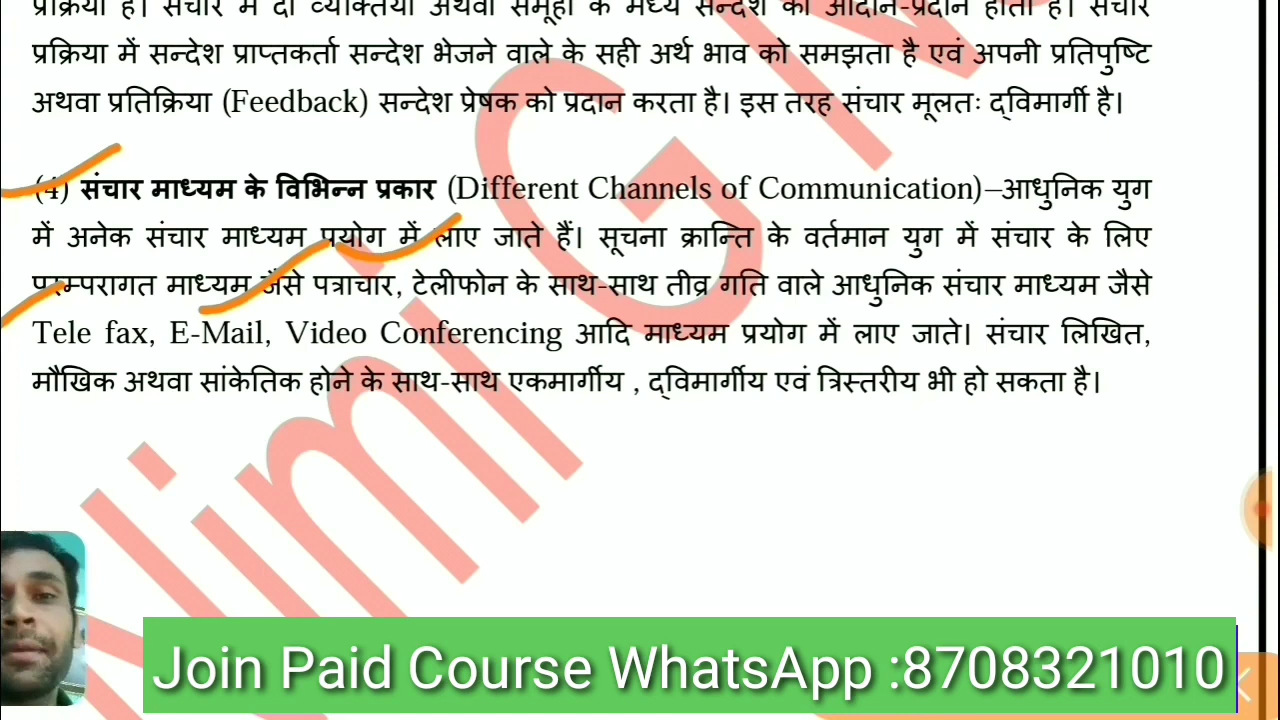 प्रक्रिया है। संचार में दो व्यक्तियों अथवा समूहों के मध्य सन्देश का आदान-प्रदान होता है। संचार
प्रक्रिया में सन्देश प्राप्तकर्ता सन्देश भेजने वाले के सही अर्थ भाव को समझता है एवं अपनी प्रतिपुष्टि
अथवा प्रतिक्रिया (Feedback) सन्देश प्रेषक को प्रदान करता है। इस तरह संचार मूलतः द्विमार्गी है।
(4) संचार माध्यम के विभिन्न प्रकार (Different Channels of Communication)–आधुनिक युग
में अनेक संचार माध्यम प्रयोग में लाए जाते हैं। सूचना क्रान्ति के वर्तमान युग में संचार के लिए
परम्परागत माध्यम जैसे पत्राचार, टेलीफोन के साथ-साथ तीव्र गति वाले आधुनिक संचार माध्यम जैसे
Tele fax, E-Mail, Video Conferencing आदि माध्यम प्रयोग में लाए जाते। संचार लिखित,
मौखिक अथवा सांकेतिक होने के साथ-साथ एकमार्गीय , द्विमार्गीय एवं त्रिस्तरीय भी हो सकता है।
Join Paid Course WhatsApp :8708321010